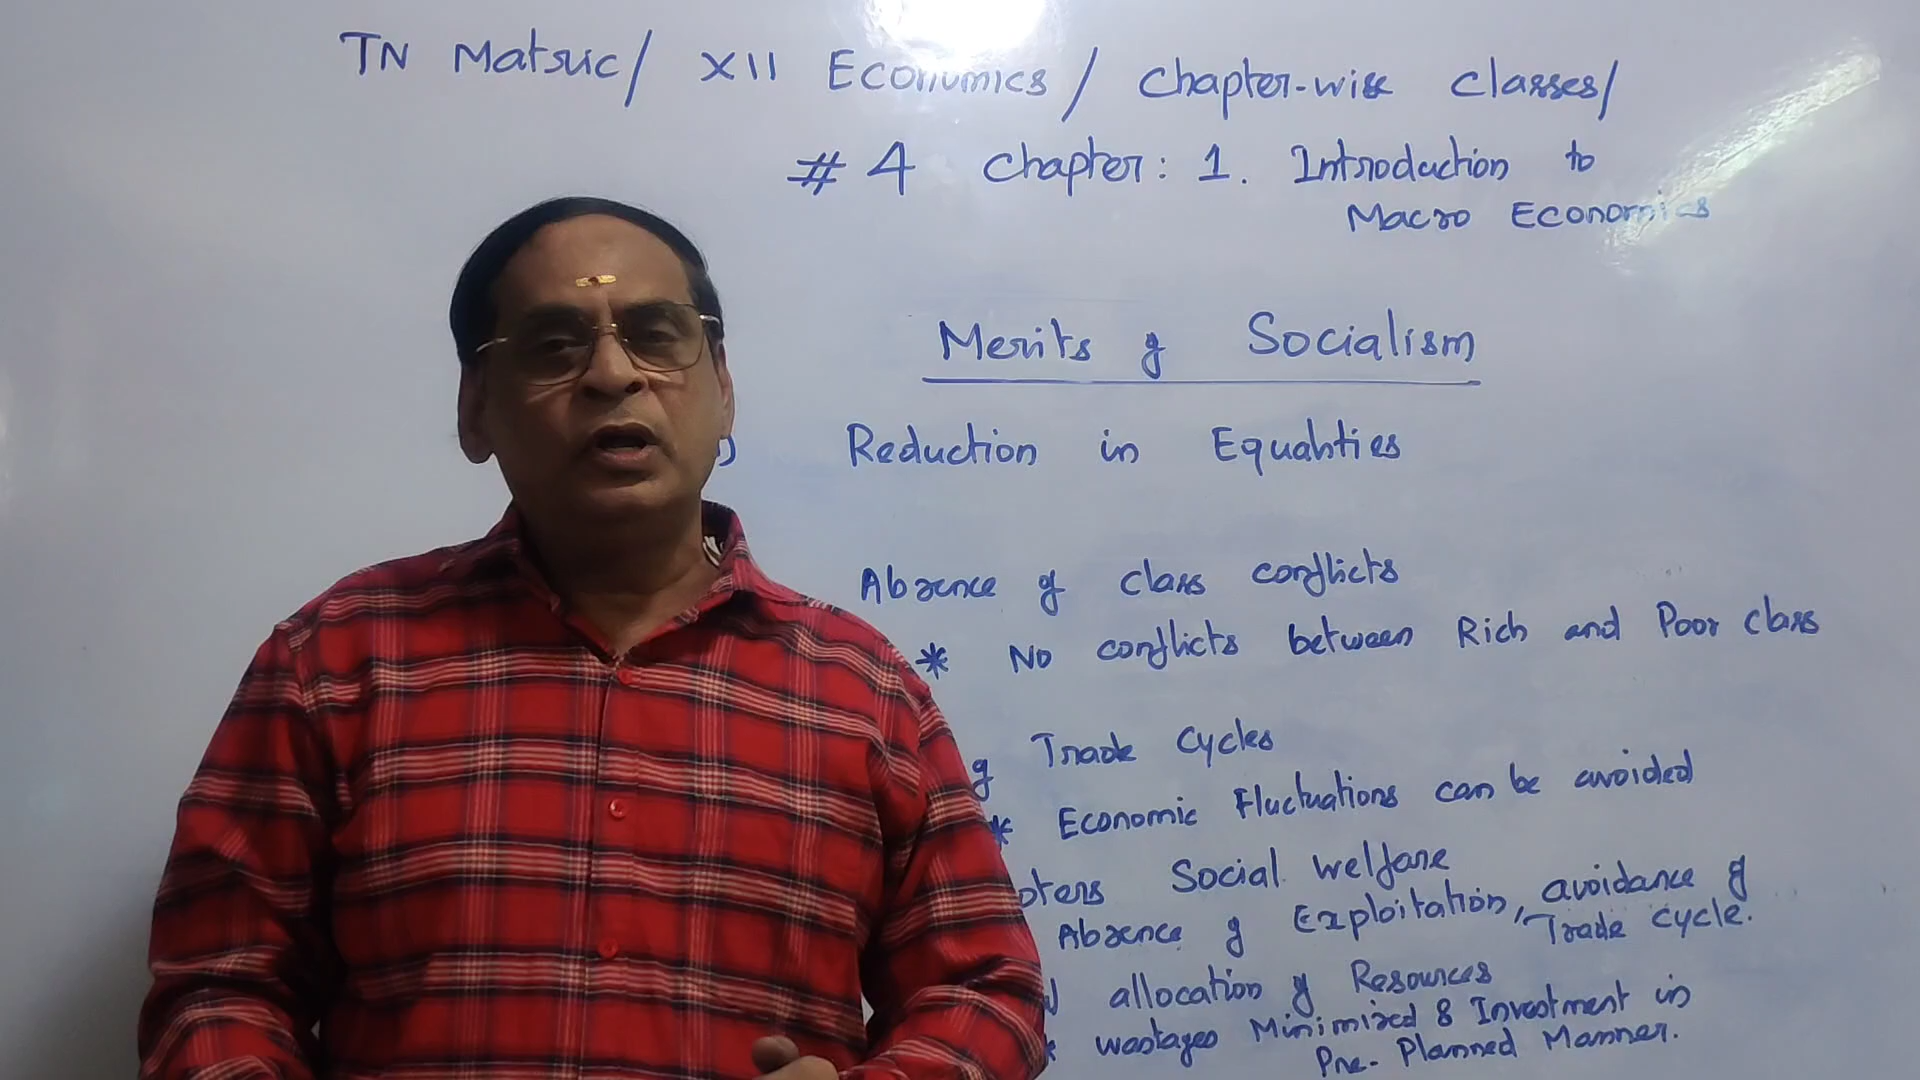 TN Matric/ XII Economics/ Chapter-wise classes/
#4 Chapter: 1. Introduction to
Macro Economics
Merits of Socialism
) Reduction in Equalities
Absence of class conflicts
* No conflicts between Rich and Poor class
of Trade Cycles
* Economic Fluctuations can be avoided
oters Social welfare
Absence of Exploitation, avoidance of
Trade cycle.
allocation of Resources
* wastages Minimized & Investment in
Pre-Planned Manner.